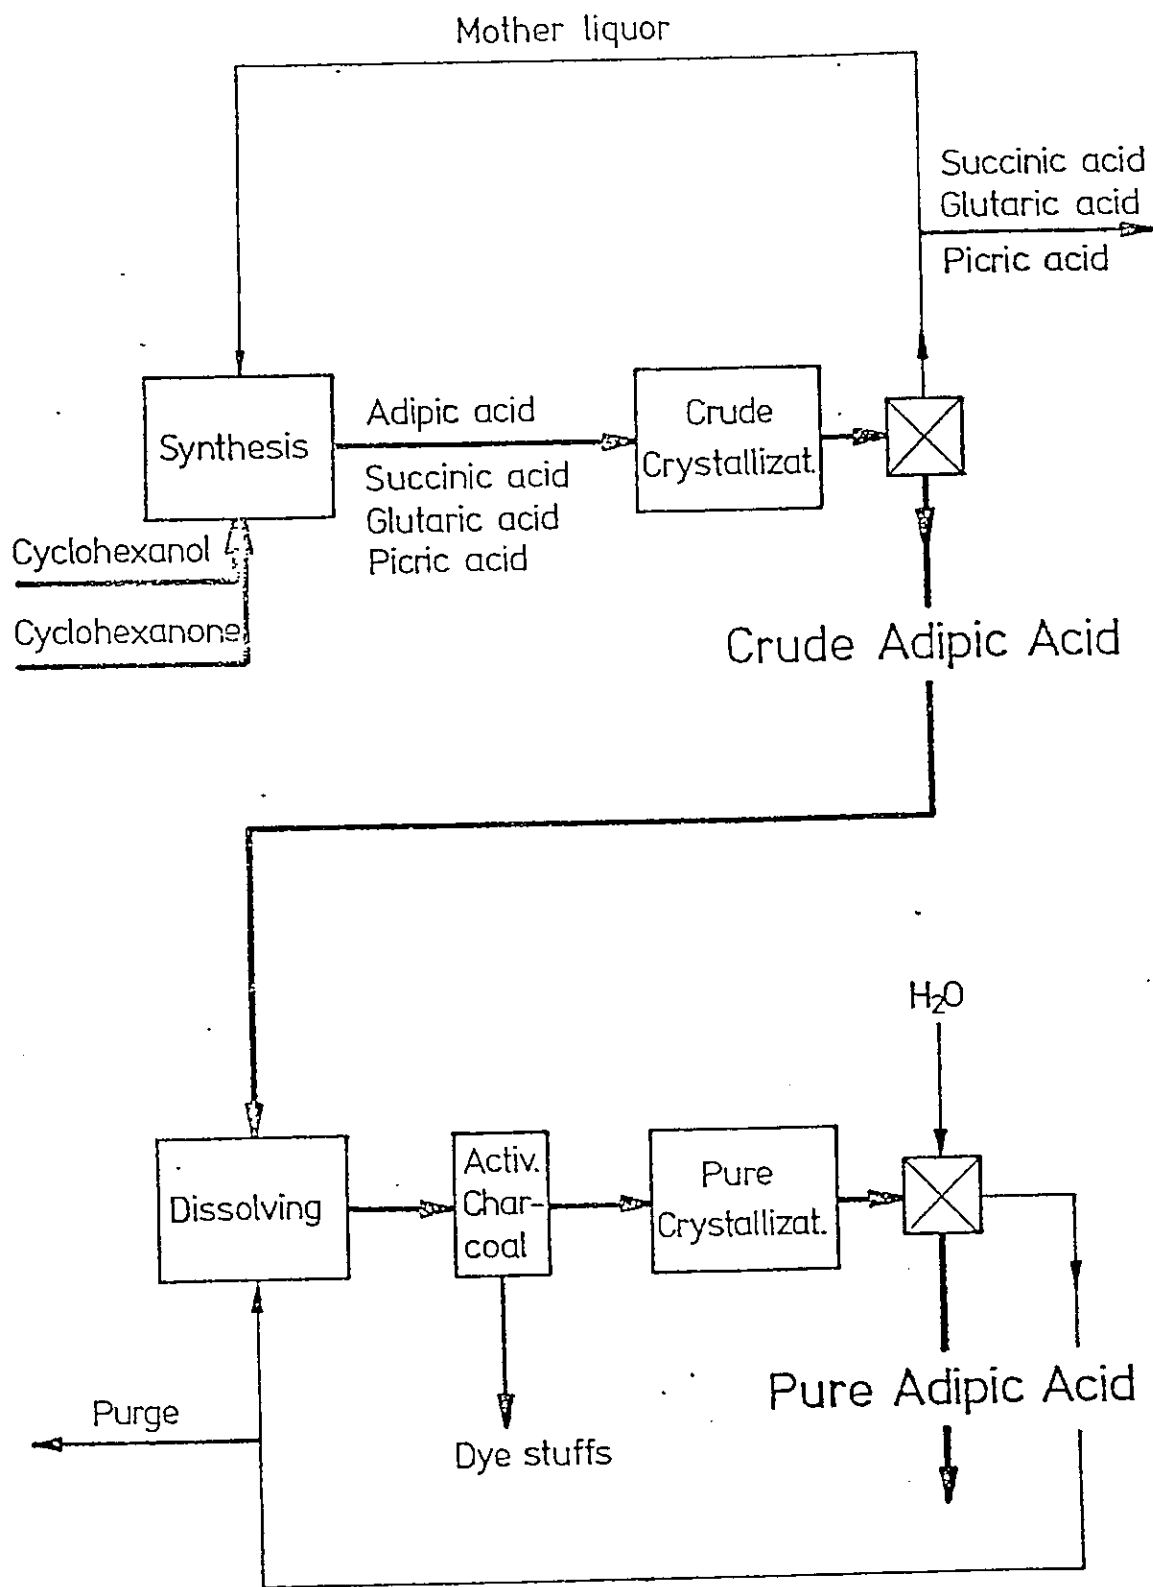 Mother liquor
Succinic acid
Glutaric acid
Picric acid
Synthesis
Adipic acid
Succinic acid
Glutaric acid
Picric acid
Crude
Crystallizat.
Cyclohexanol
Cyclohexanone
Crude Adipic Acid
H₂O
Dissolving
Activ.
Char-
coal
Pure
Crystallizat.
Purge
Dye stuffs
Pure Adipic Acid